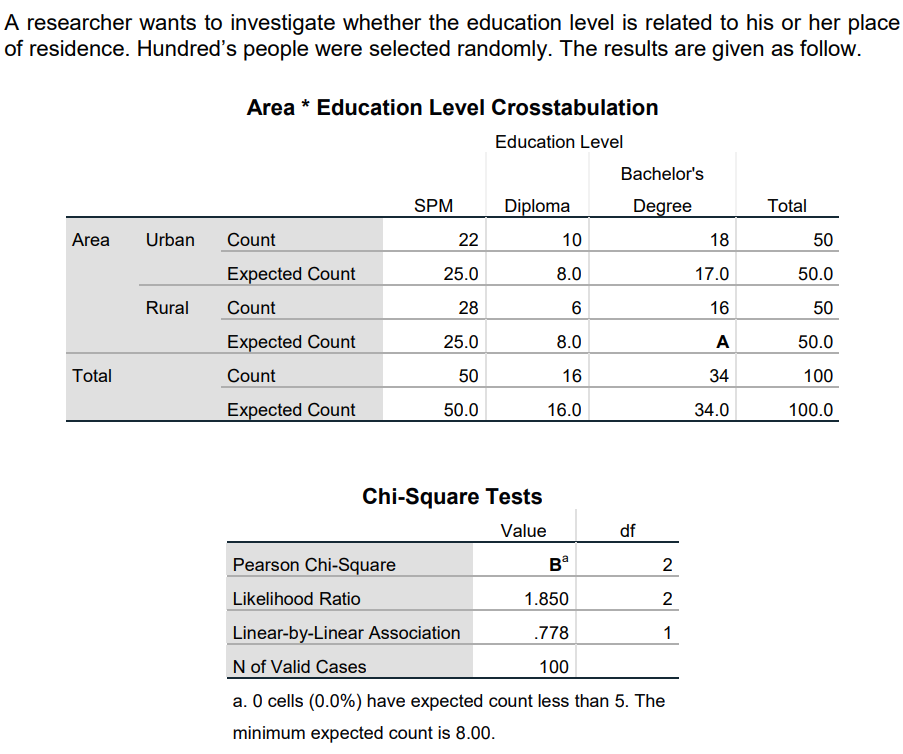 A researcher wants to investigate whether the education level is related to his or her place
of residence. Hundred’s people were selected randomly. The results are given as follow.
Area * Education Level Crosstabulation
Education Level
Bachelor's
SPM Diploma Degree Total
Area Urban Count 22 10 18 50
Expected Count 25.0 8.0 17.0 50.0
Rural Count 28 6 16 50
Expected Count 25.0 8.0 A 50.0
Total Count 50 16 34 100
Expected Count 50.0 16.0 34.0 100.0
Chi-Square Tests
Value df
Pearson Chi-Square Bᵃ 2
Likelihood Ratio 1.850 2
Linear-by-Linear Association .778 1
N of Valid Cases 100
a. 0 cells (0.0%) have expected count less than 5. The
minimum expected count is 8.00.